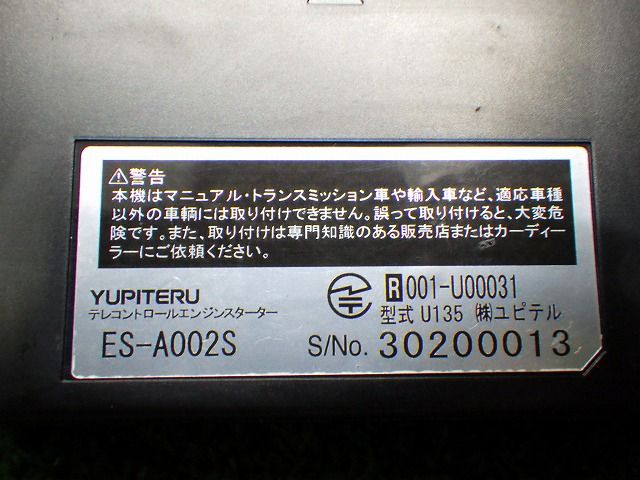 ⚠警告
本機はマニュアル・トランスミッション車や輸入車など、適応車種
以外の車輌には取り付けできません。誤って取り付けると、大変危
険です。また、取り付けは専門知識のある販売店またはカーディー
ラーにご依頼ください。
YUPITERU
テレコントロールエンジンスターター
ES-A002S
R 001-U00031
型式 U135 ㈱ユピテル
S/No. 30200013